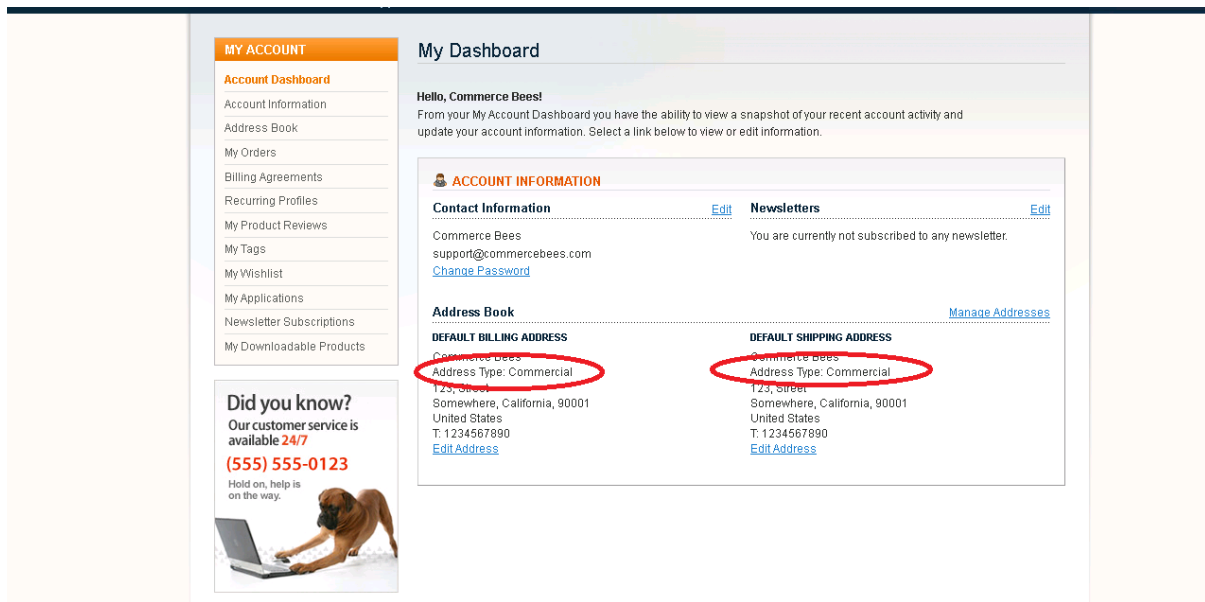 MY ACCOUNT
Account Dashboard
Account Information
Address Book
My Orders
Billing Agreements
Recurring Profiles
My Product Reviews
My Tags
My Wishlist
My Applications
Newsletter Subscriptions
My Downloadable Products
Did you know?
Our customer service is
available 24/7
(555) 555-0123
Hold on, help is
on the way.
My Dashboard
Hello, Commerce Bees!
From your My Account Dashboard you have the ability to view a snapshot of your recent account activity and
update your account information. Select a link below to view or edit information.
ACCOUNT INFORMATION
Contact Information Edit
Commerce Bees
support@commercebees.com
Change Password
Newsletters Edit
You are currently not subscribed to any newsletter.
Address Book Manage Addresses
DEFAULT BILLING ADDRESS
Commerce Bees
Address Type: Commercial
123, Street
Somewhere, California, 90001
United States
T: 1234567890
Edit Address
DEFAULT SHIPPING ADDRESS
Commerce Bees
Address Type: Commercial
123, Street
Somewhere, California, 90001
United States
T: 1234567890
Edit Address